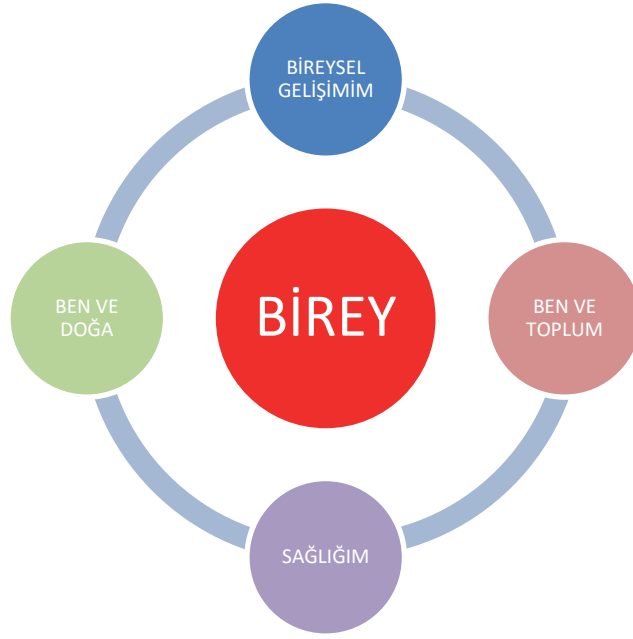 BİREYSEL
GELİŞİMİM
BEN VE
DOĞA
BİREY
BEN VE
TOPLUM
SAĞLIĞIM